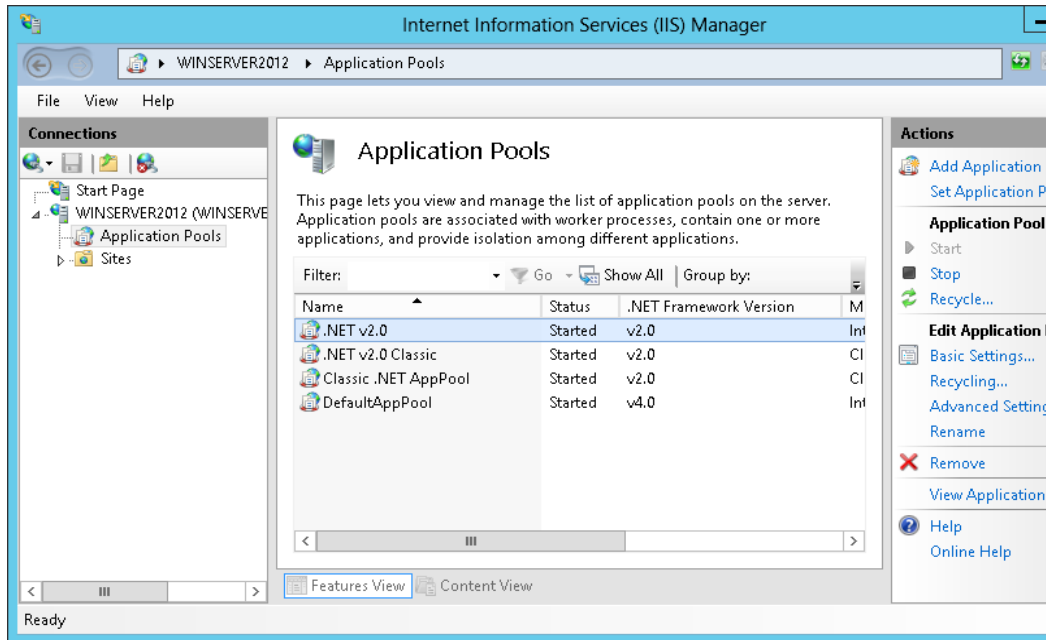 Internet Information Services (IIS) Manager
WINSERVER2012 Application Pools
File View Help
Connections
Start Page
WINSERVER2012 (WINSERVE
Application Pools
Sites
Application Pools
This page lets you view and manage the list of application pools on the server.
Application pools are associated with worker processes, contain one or more
applications, and provide isolation among different applications.
Filter: Go Show All Group by:
Name Status .NET Framework Version M
.NET v2.0 Started v2.0 Int
.NET v2.0 Classic Started v2.0 Cl
Classic .NET AppPool Started v2.0 Cl
DefaultAppPool Started v4.0 Int
Features View Content View
Actions
Add Application
Set Application P
Application Pool
Start
Stop
Recycle...
Edit Application
Basic Settings...
Recycling...
Advanced Setting
Rename
Remove
View Application
Help
Online Help
Ready